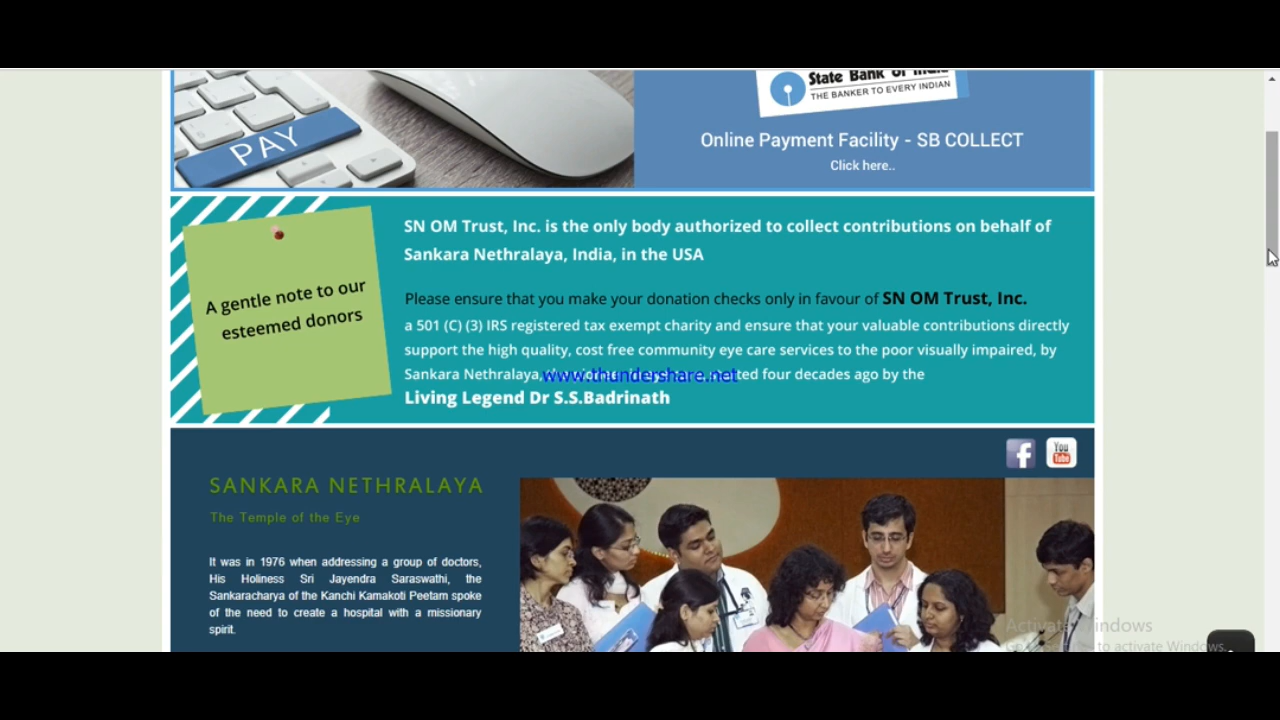 PAY
State Bank of India
THE BANKER TO EVERY INDIAN
Online Payment Facility - SB COLLECT
Click here..
A gentle note to our
esteemed donors
SN OM Trust, Inc. is the only body authorized to collect contributions on behalf of
Sankara Nethralaya, India, in the USA
Please ensure that you make your donation checks only in favour of SN OM Trust, Inc.
a 501 (C) (3) IRS registered tax exempt charity and ensure that your valuable contributions directly
support the high quality, cost free community eye care services to the poor visually impaired, by
Sankara Nethralaya, four decades ago by the
www.thundershare.net
Living Legend Dr S.S.Badrinath
You
Tube
SANKARA NETHRALAYA
The Temple of the Eye
It was in 1976 when addressing a group of doctors,
His Holiness Sri Jayendra Saraswathi, the
Sankaracharya of the Kanchi Kamakoti Peetam spoke
of the need to create a hospital with a missionary
spirit.
Activate Windows
to activate Windows.